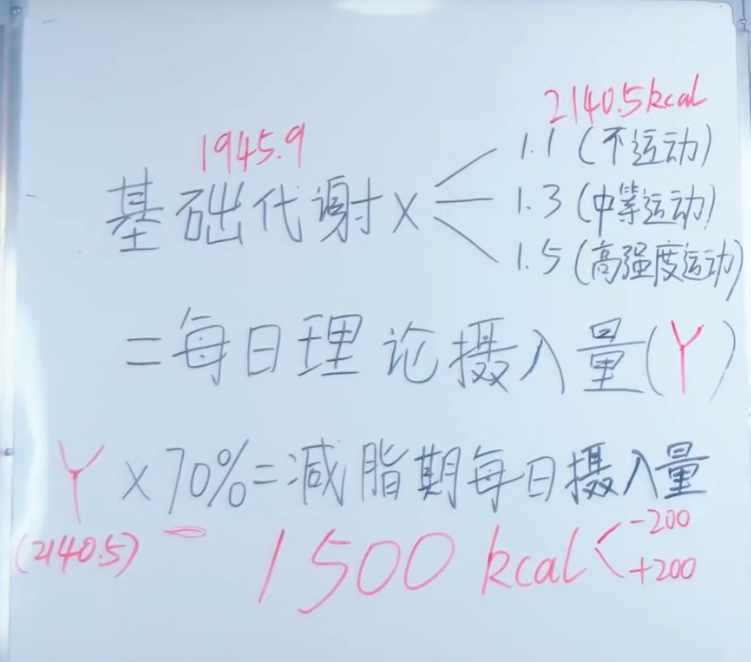 2140.5kcal
1945.9
1.1(不运动)
基础代谢× 1.3(中等运动)
1.5(高强度运动)
=每日理论摄入量(Y)
Y×70%=减脂期每日摄入量
(2140.5) 1500 kcal -200
+200